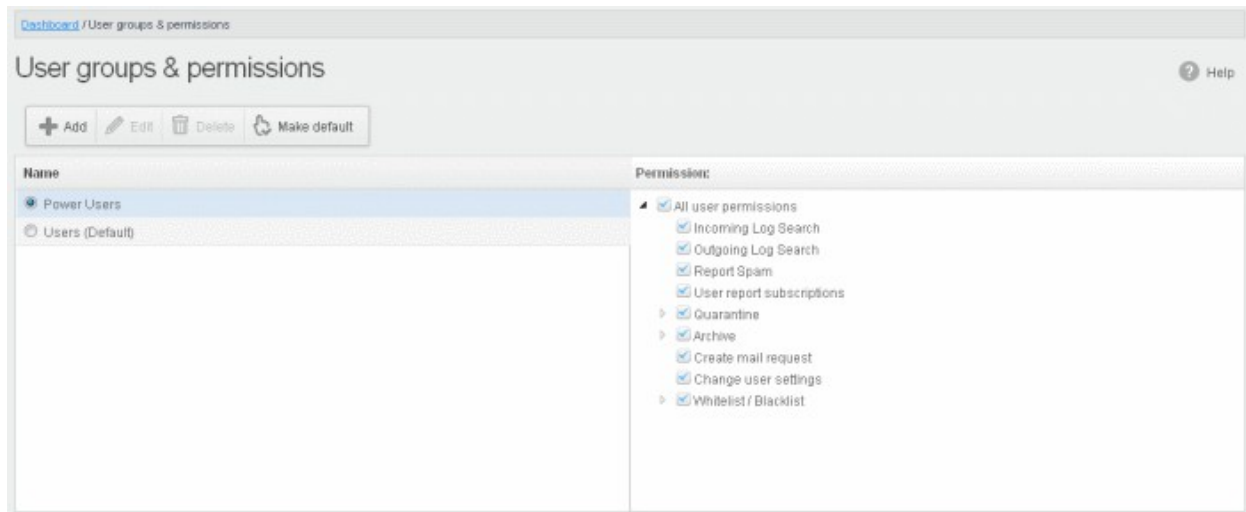 Dashboard / User groups & permissions
User groups & permissions
Help
Add Edit Delete Make default
Name
Permission:
Power Users
Users (Default)
All user permissions
Incoming Log Search
Outgoing Log Search
Report Spam
User report subscriptions
Quarantine
Archive
Create mail request
Change user settings
Whitelist / Blacklist